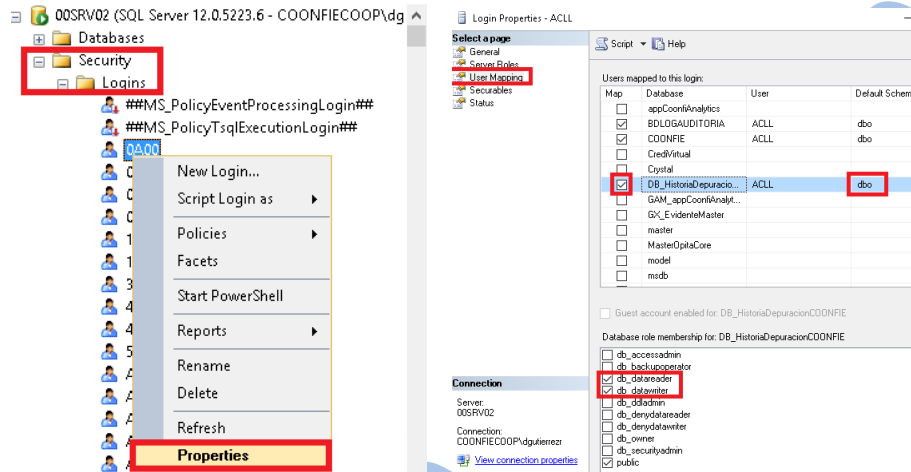 00SRV02 (SQL Server 12.0.5223.6 - COONFIECOOP\dg
Databases
Security
Logins
##MS_PolicyEventProcessingLogin##
##MS_PolicyTsqlExecutionLogin##
0A00
New Login...
Script Login as
Policies
Facets
Start PowerShell
Reports
Rename
Delete
Refresh
Properties
Login Properties - ACLL
Select a page
General
Server Roles
User Mapping
Securables
Status
Script Help
Users mapped to this login:
Map Database User Default Schem
appCoonfiAnalytics
BDLOGAUDITORIA ACLL dbo
COONFIE ACLL dbo
CrediVirtual
Crystal
DB_HistoriaDepuracio... ACLL dbo
GAM_appCoonfiAnalyt...
GX_EvidenteMaster
master
MasterOpitaCore
model
msdb
Guest account enabled for: DB_HistoriaDepuracionCOONFIE
Database role membership for: DB_HistoriaDepuracionCOONFIE
db_accessadmin
db_backupoperator
db_datareader
db_datawriter
db_ddladmin
db_denydatareader
db_denydatawriter
db_owner
db_securityadmin
public
Connection
Server:
00SRV02
Connection:
COONFIECOOP\dgutierrezr
View connection properties